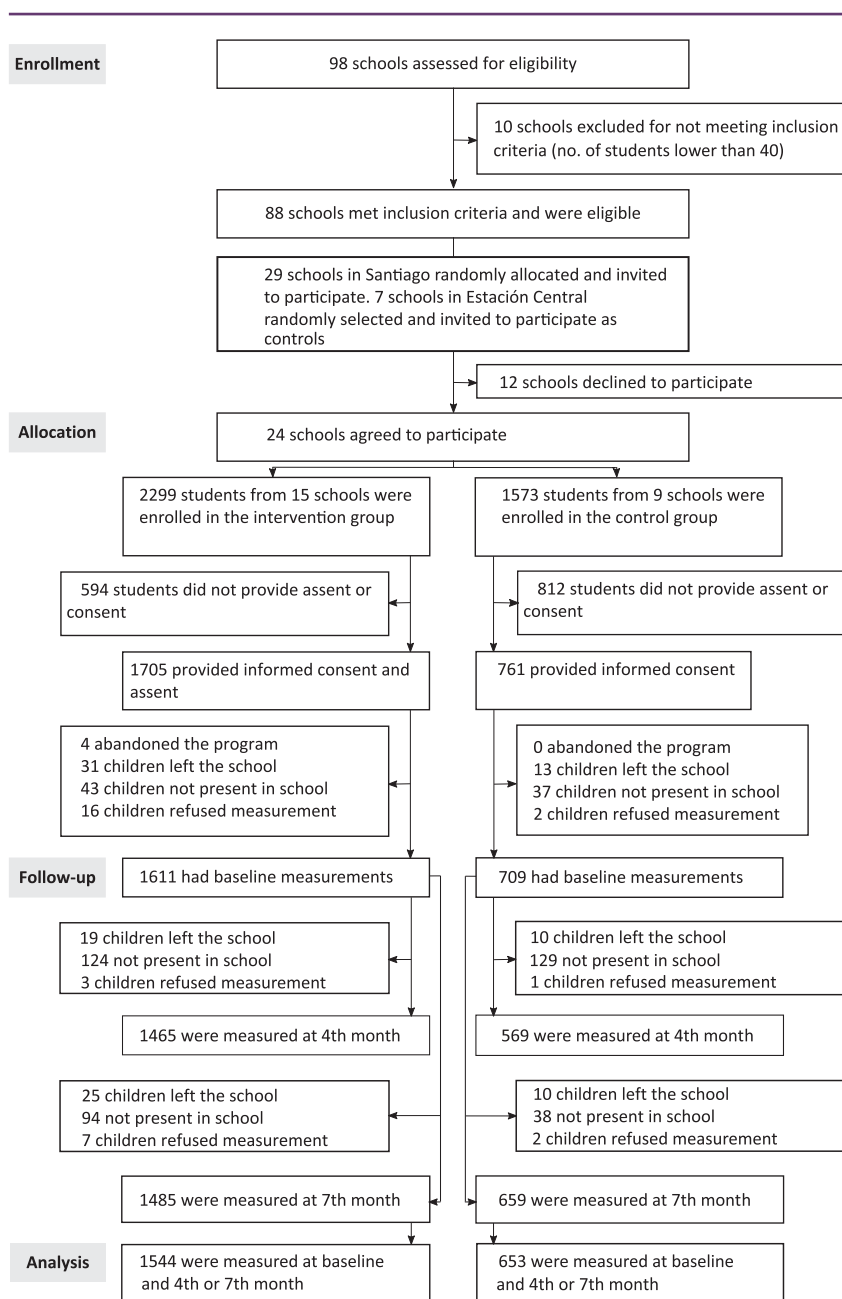 Enrollment
98 schools assessed for eligibility
10 schools excluded for not meeting inclusion
criteria (no. of students lower than 40)
88 schools met inclusion criteria and were eligible
29 schools in Santiago randomly allocated and invited
to participate. 7 schools in Estación Central
randomly selected and invited to participate as
controls
12 schools declined to participate
Allocation
24 schools agreed to participate
2299 students from 15 schools were
enrolled in the intervention group
1573 students from 9 schools were
enrolled in the control group
594 students did not provide assent or
consent
812 students did not provide assent or
consent
1705 provided informed consent and
assent
761 provided informed consent
4 abandoned the program
31 children left the school
43 children not present in school
16 children refused measurement
0 abandoned the program
13 children left the school
37 children not present in school
2 children refused measurement
Follow-up
1611 had baseline measurements
709 had baseline measurements
19 children left the school
124 not present in school
3 children refused measurement
10 children left the school
129 not present in school
1 children refused measurement
1465 were measured at 4th month
569 were measured at 4th month
25 children left the school
94 not present in school
7 children refused measurement
10 children left the school
38 not present in school
2 children refused measurement
1485 were measured at 7th month
659 were measured at 7th month
Analysis
1544 were measured at baseline
and 4th or 7th month
653 were measured at baseline
and 4th or 7th month